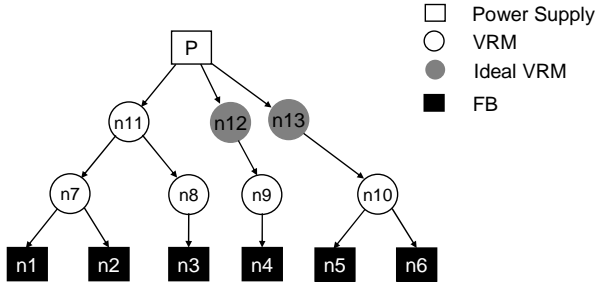 Power Supply
VRM
Ideal VRM
FB
P
n11
n12
n13
n7
n8
n9
n10
n1
n2
n3
n4
n5
n6